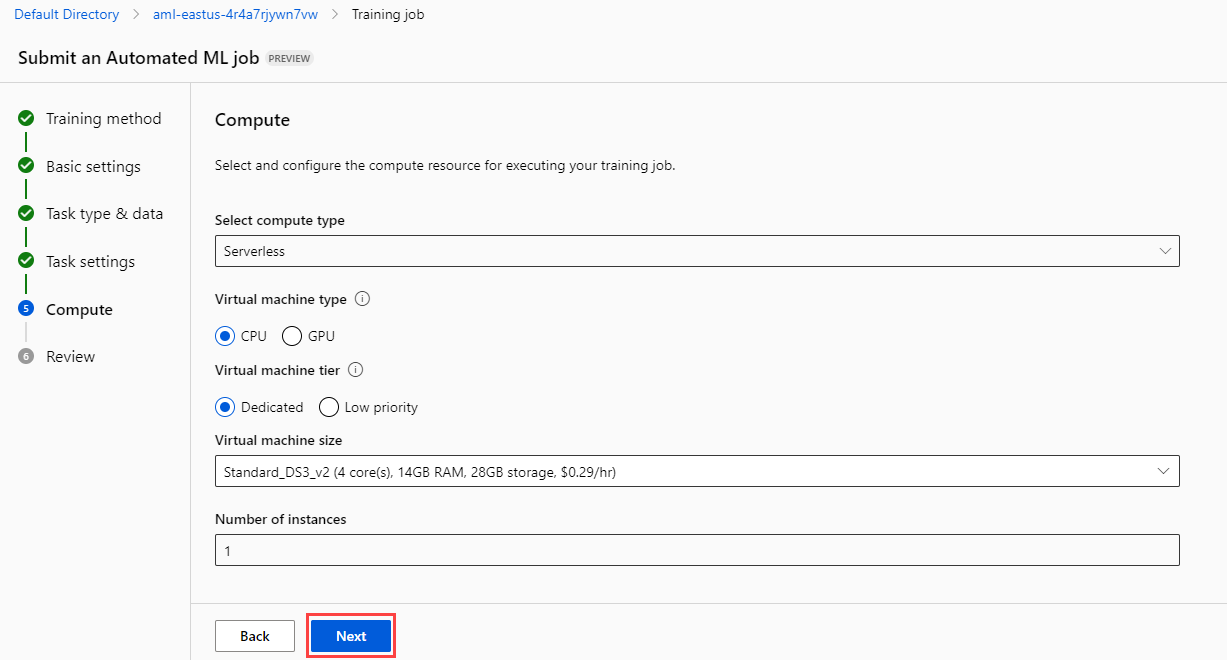 Default Directory > aml-eastus-4r4a7rjywn7vw > Training job
Submit an Automated ML job PREVIEW
Training method
Basic settings
Task type & data
Task settings
5 Compute
6 Review
Compute
Select and configure the compute resource for executing your training job.
Select compute type
Serverless
Virtual machine type
CPU GPU
Virtual machine tier
Dedicated Low priority
Virtual machine size
Standard_DS3_v2 (4 core(s), 14GB RAM, 28GB storage, $0.29/hr)
Number of instances
1
Back Next